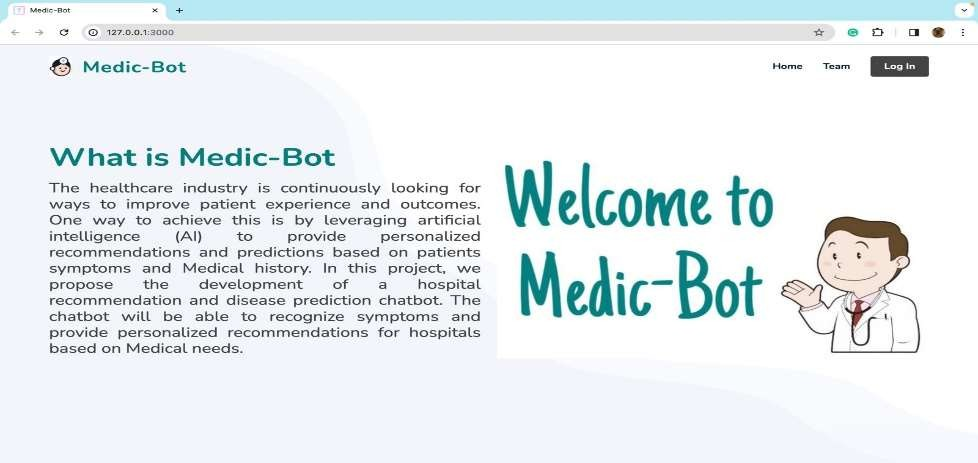 Medic-Bot
127.0.0.1:3000
Medic-Bot
Home Team Log In
What is Medic-Bot
The healthcare industry is continuously looking for
ways to improve patient experience and outcomes.
One way to achieve this is by leveraging artificial
intelligence (AI) to provide personalized
recommendations and predictions based on patients
symptoms and Medical history. In this project, we
propose the development of a hospital
recommendation and disease prediction chatbot. The
chatbot will be able to recognize symptoms and
provide personalized recommendations for hospitals
based on Medical needs.
Welcome to
Medic-Bot